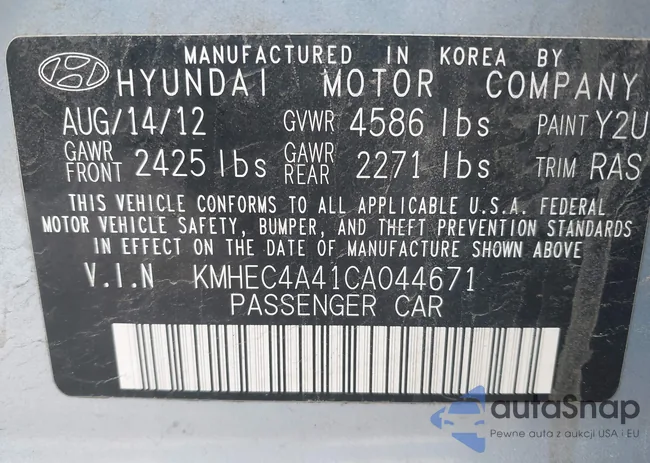 MANUFACTURED IN KOREA BY
HYUNDAI MOTOR COMPANY
AUG/14/12 GVWR 4586 lbs PAINT Y2U
GAWR FRONT 2425 lbs GAWR REAR 2271 lbs TRIM RAS
THIS VEHICLE CONFORMS TO ALL APPLICABLE U.S.A. FEDERAL
MOTOR VEHICLE SAFETY, BUMPER, AND THEFT PREVENTION STANDARDS
IN EFFECT ON THE DATE OF MANUFACTURE SHOWN ABOVE
V.I.N KMHEC4A41CA044671
PASSENGER CAR
autaSnap
Pewne auta z aukcji USA i EU